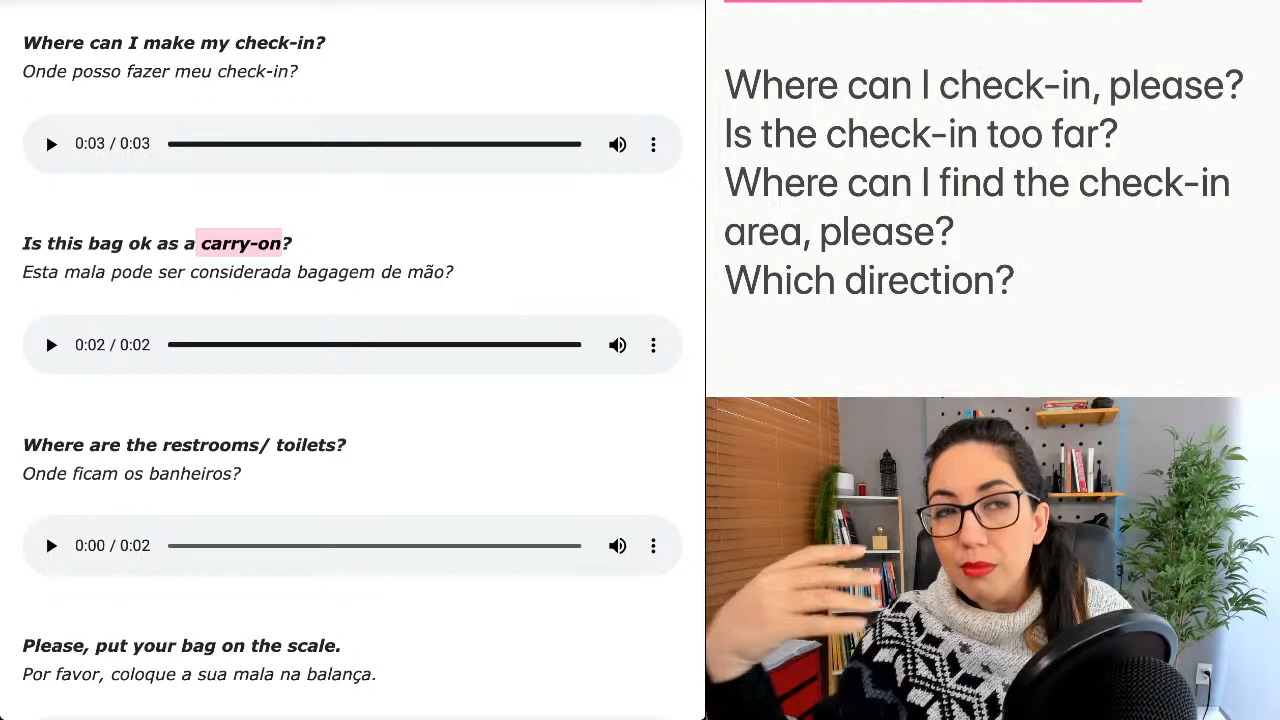 Where can I make my check-in?
Onde posso fazer meu check-in?
0:03 / 0:03
Is this bag ok as a carry-on?
Esta mala pode ser considerada bagagem de mão?
0:02 / 0:02
Where are the restrooms/ toilets?
Onde ficam os banheiros?
0:00 / 0:02
Please, put your bag on the scale.
Por favor, coloque a sua mala na balança.
Where can I check-in, please?
Is the check-in too far?
Where can I find the check-in
area, please?
Which direction?